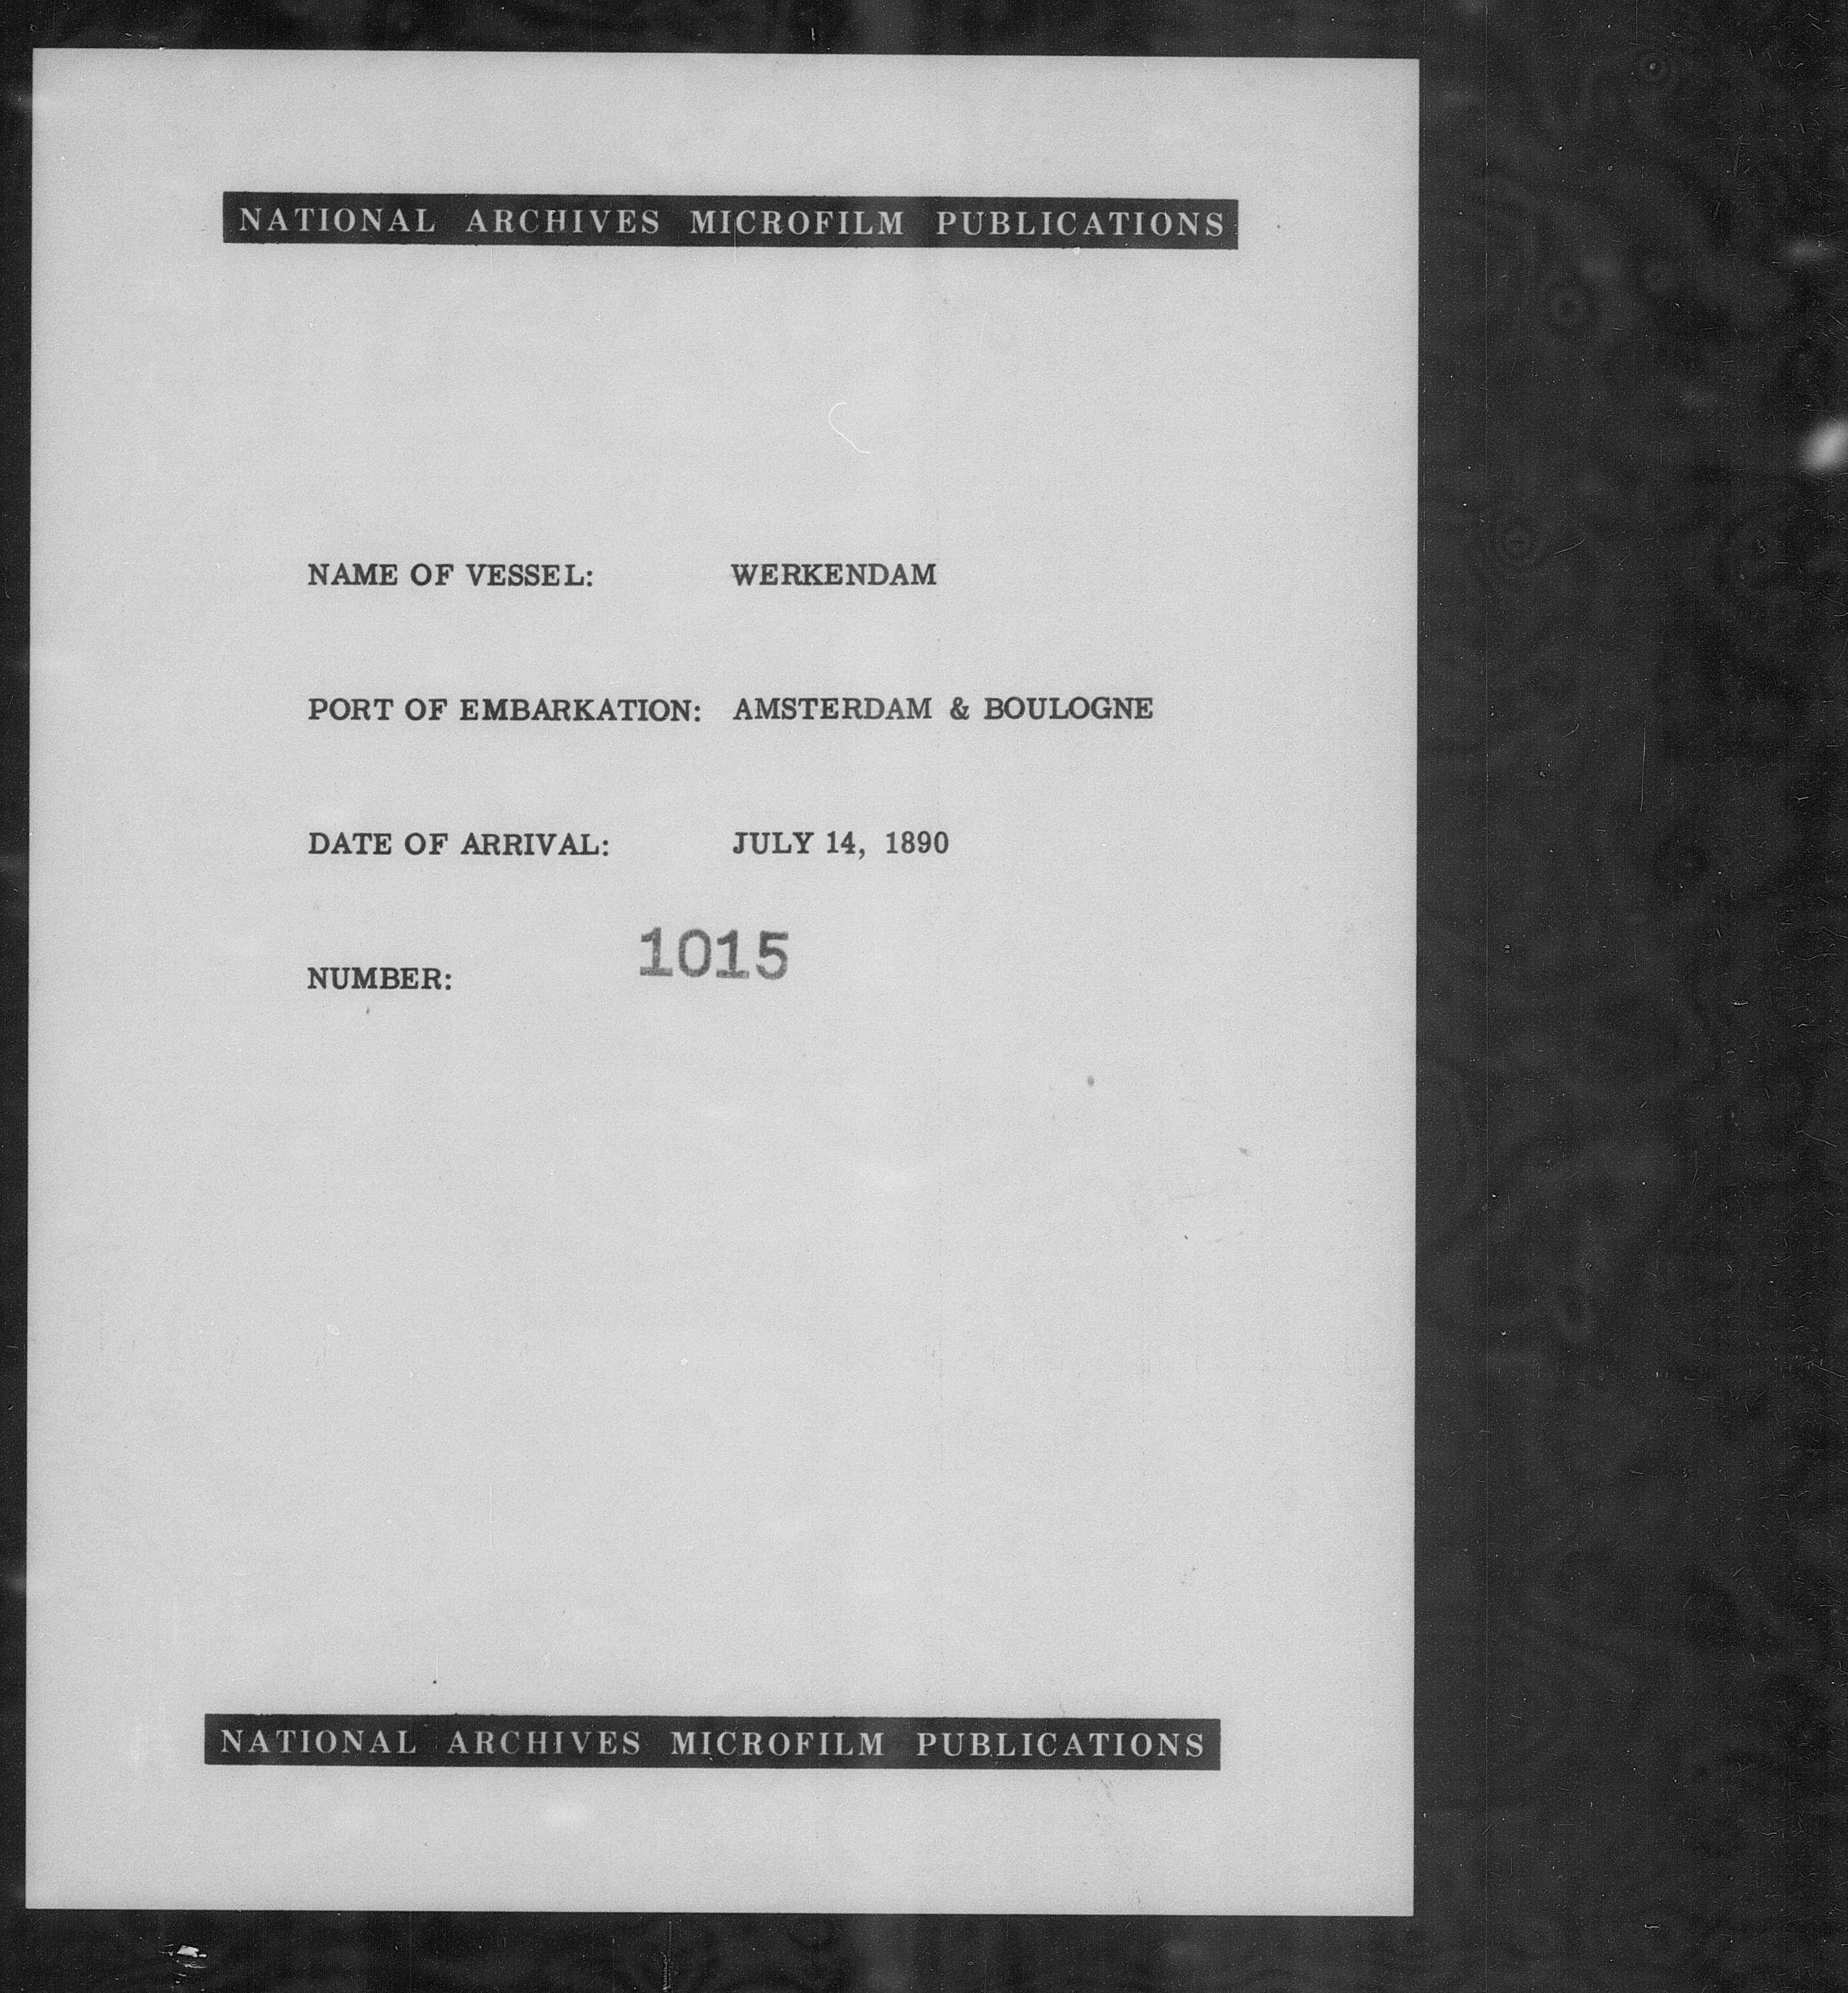 NATIONAL ARCHIVES MICROFILM PUBLICATIONS
NAME OF VESSEL: WERKENDAM
PORT OF EMBARKATION: AMSTERDAM & BOULOGNE
DATE OF ARRIVAL: JULY 14, 1890
NUMBER: 1015
NATIONAL ARCHIVES MICROFILM PUBLICATIONS